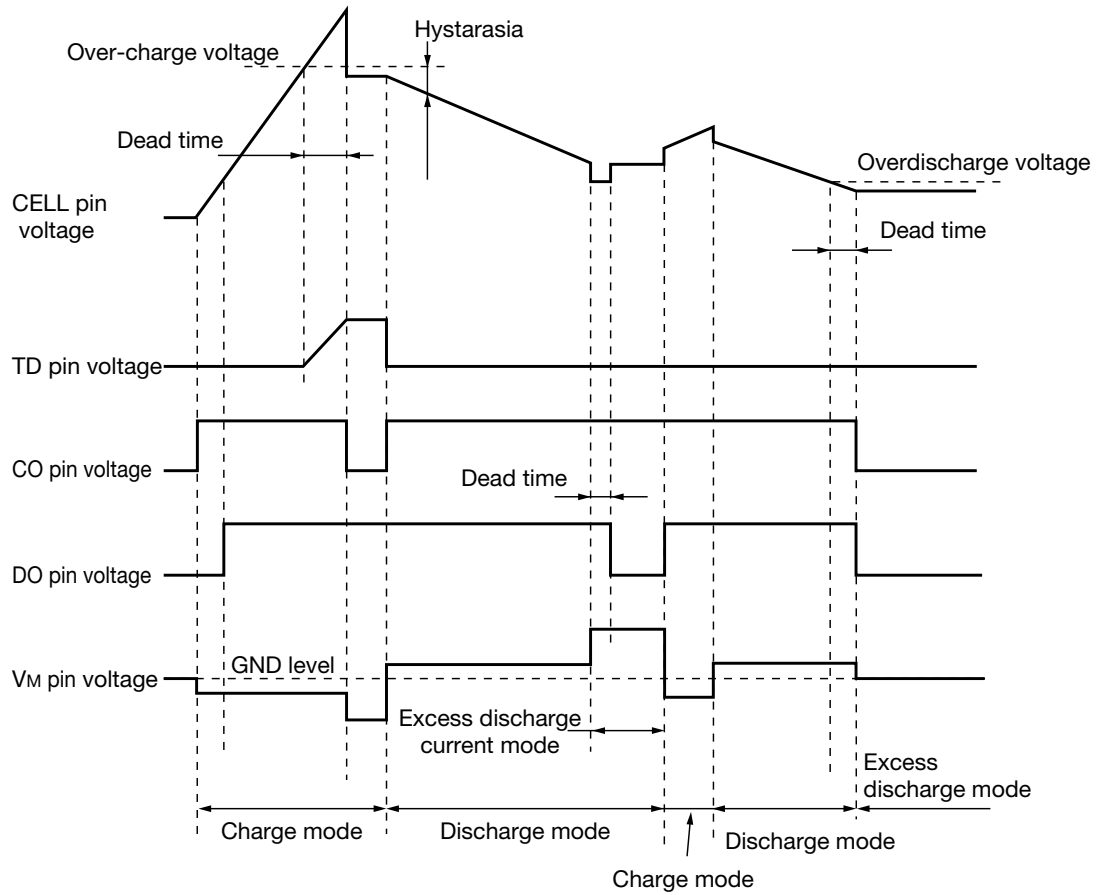 Hystarasia
Over-charge voltage
Dead time
Overdischarge voltage
CELL pin
voltage
Dead time
TD pin voltage
CO pin voltage
Dead time
DO pin voltage
GND level
VM pin voltage
Excess discharge
current mode
Excess
discharge mode
Charge mode
Discharge mode
Discharge mode
Charge mode